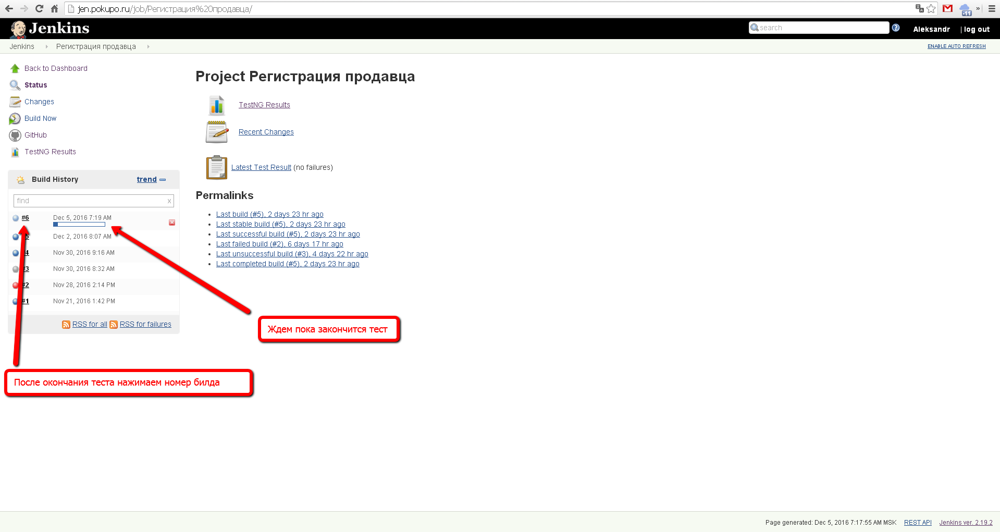 jen.pokupo.ru/job/Регистрация%20продавца/
11
»
Jenkins
search
?
Aleksandr
| log out
Jenkins
Регистрация продавца
ENABLE AUTO REFRESH
Back to Dashboard
Status
Changes
Build Now
GitHub
TestNG Results
Project Регистрация продавца
TestNG Results
Recent Changes
Latest Test Result (no failures)
Build History
trend
find
x
#6 Dec 5, 2016 7:19 AM
5 Dec 2, 2016 8:07 AM
4 Nov 30, 2016 9:16 AM
#3 Nov 30, 2016 8:32 AM
#2 Nov 28, 2016 2:14 PM
#1 Nov 21, 2016 1:42 PM
RSS for all RSS for failures
Permalinks
Last build (#5), 2 days 23 hr ago
Last stable build (#5), 2 days 23 hr ago
Last successful build (#5), 2 days 23 hr ago
Last failed build (#2), 6 days 17 hr ago
Last unsuccessful build (#3), 4 days 22 hr ago
Last completed build (#5), 2 days 23 hr ago
Ждем пока закончится тест
После окончания теста нажимаем номер билда
Page generated: Dec 5, 2016 7:17:55 AM MSK
REST API
Jenkins ver. 2.19.2